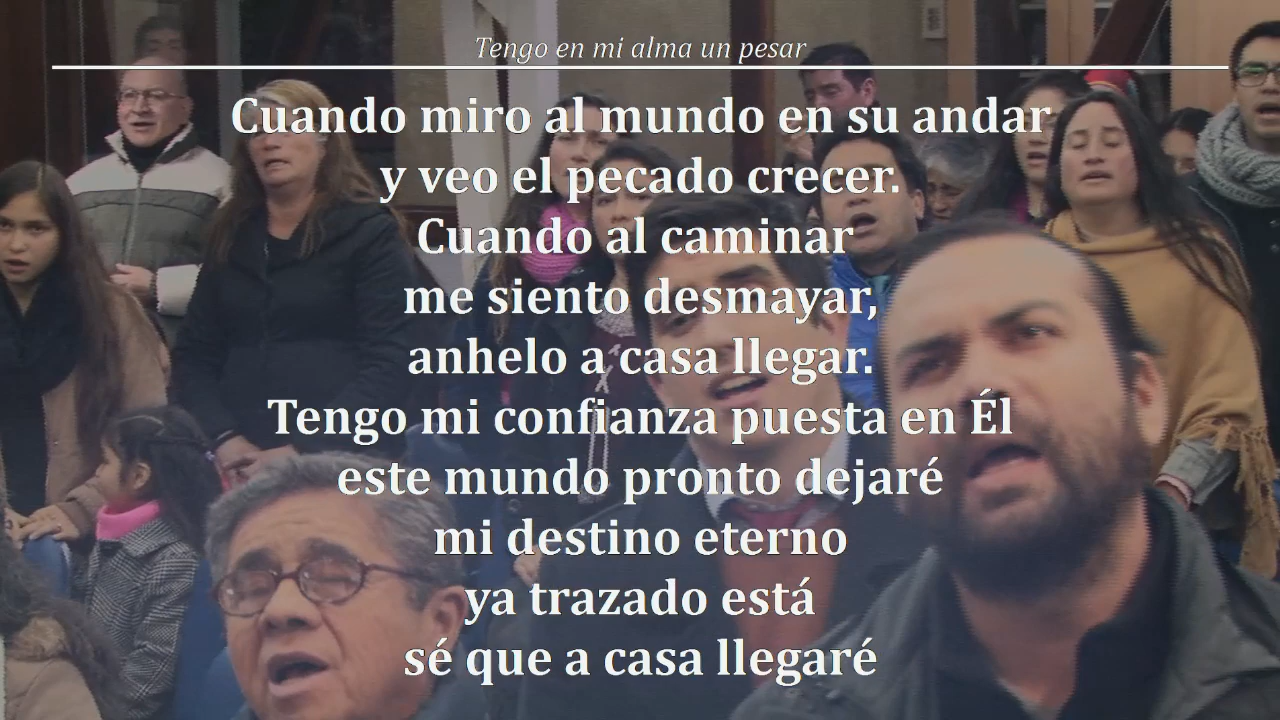 Tengo en mi alma un pesar
Cuando miro al mundo en su andar
y veo el pecado crecer.
Cuando al caminar
me siento desmayar,
anhelo a casa llegar.
Tengo mi confianza puesta en Él
este mundo pronto dejaré
mi destino eterno
ya trazado está
sé que a casa llegaré